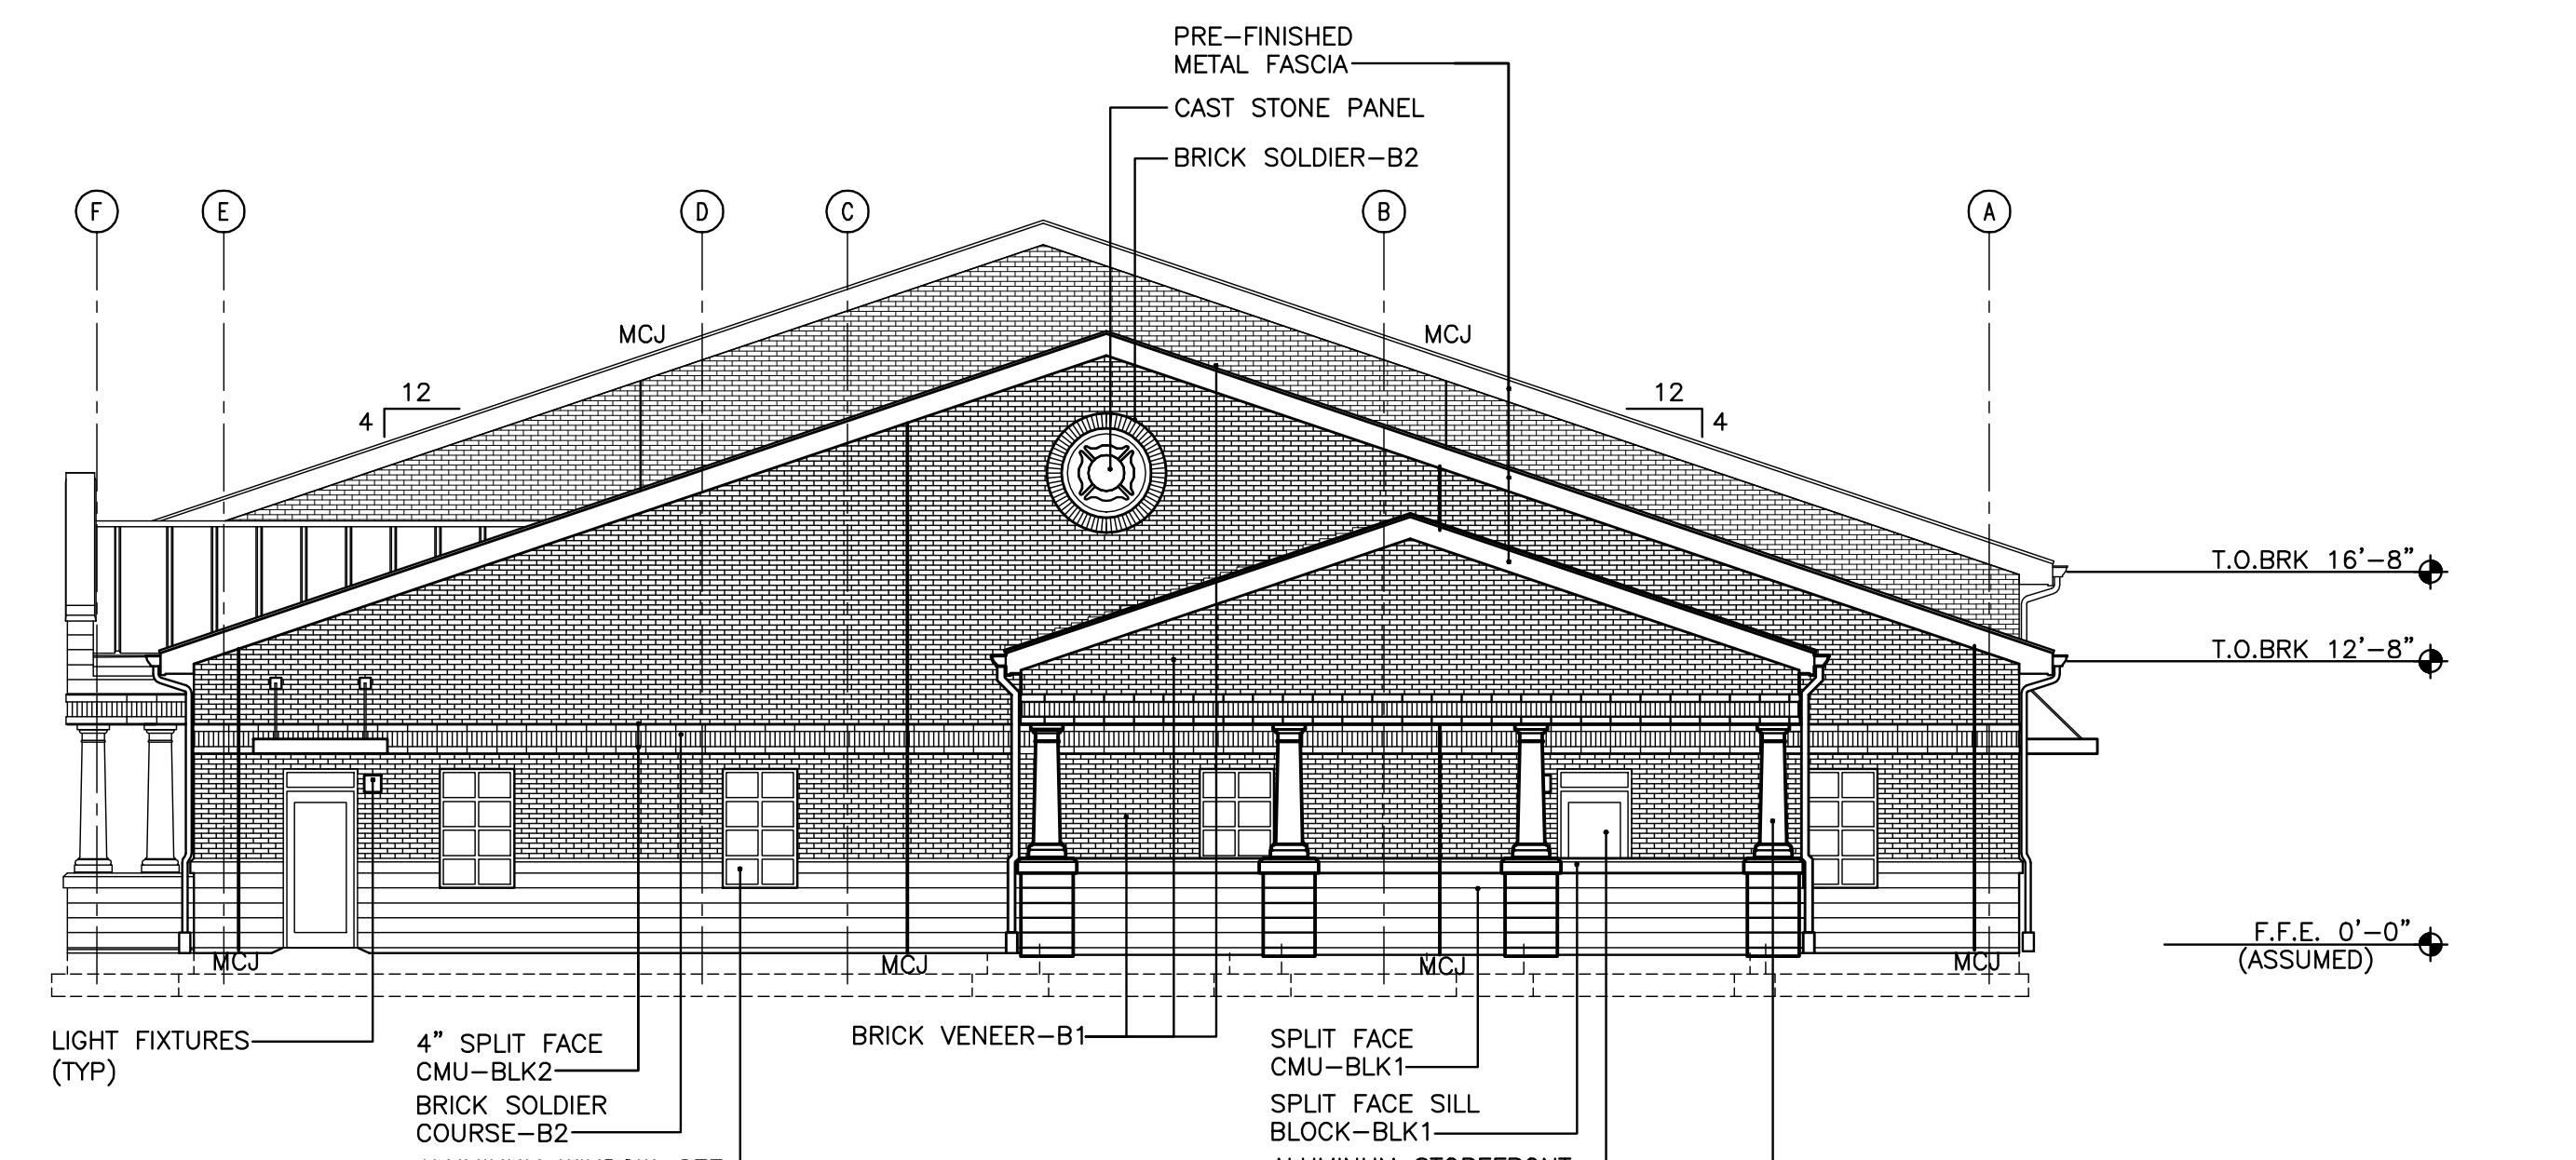 PRE-FINISHED
METAL FASCIA
CAST STONE PANEL
BRICK SOLDIER-B2
F
E
D
C
B
A
MCJ
MCJ
12
4
12
4
T.O.BRK 16'-8"
T.O.BRK 12'-8"
F.F.E. 0'-0"
(ASSUMED)
MCJ
MCJ
MCJ
MCJ
LIGHT FIXTURES
(TYP)
4" SPLIT FACE
CMU-BLK2
BRICK SOLDIER
COURSE-B2
BRICK VENEER-B1
SPLIT FACE
CMU-BLK1
SPLIT FACE SILL
BLOCK-BLK1